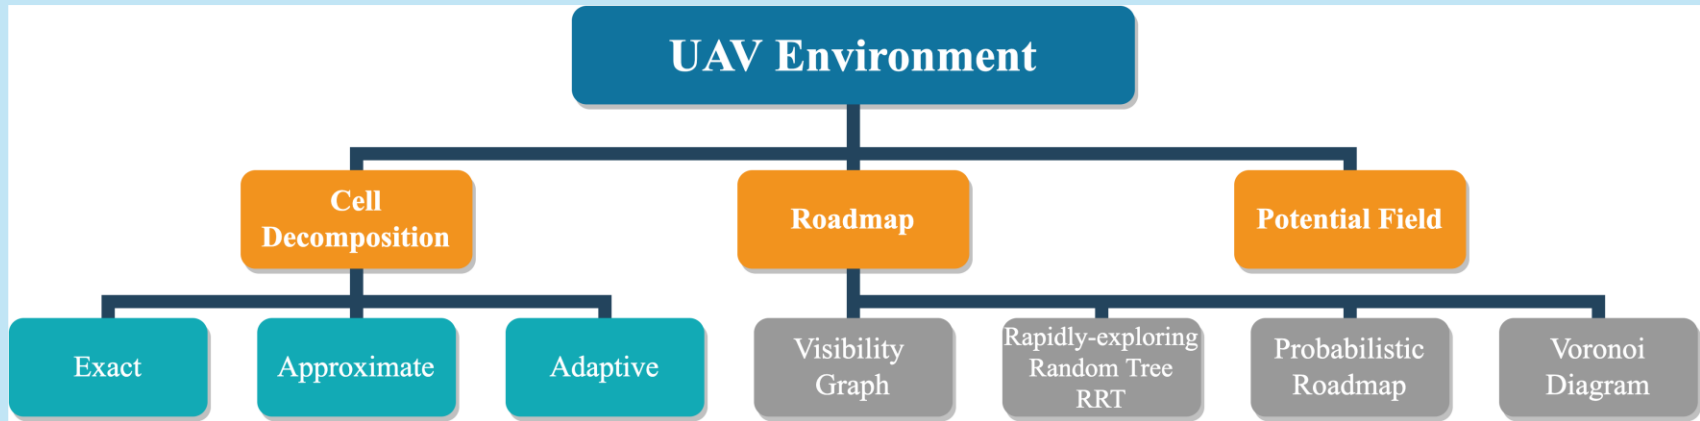 UAV Environment
Cell
Decomposition
Roadmap
Potential Field
Exact
Approximate
Adaptive
Visibility
Graph
Rapidly-exploring
Random Tree
RRT
Probabilistic
Roadmap
Voronoi
Diagram